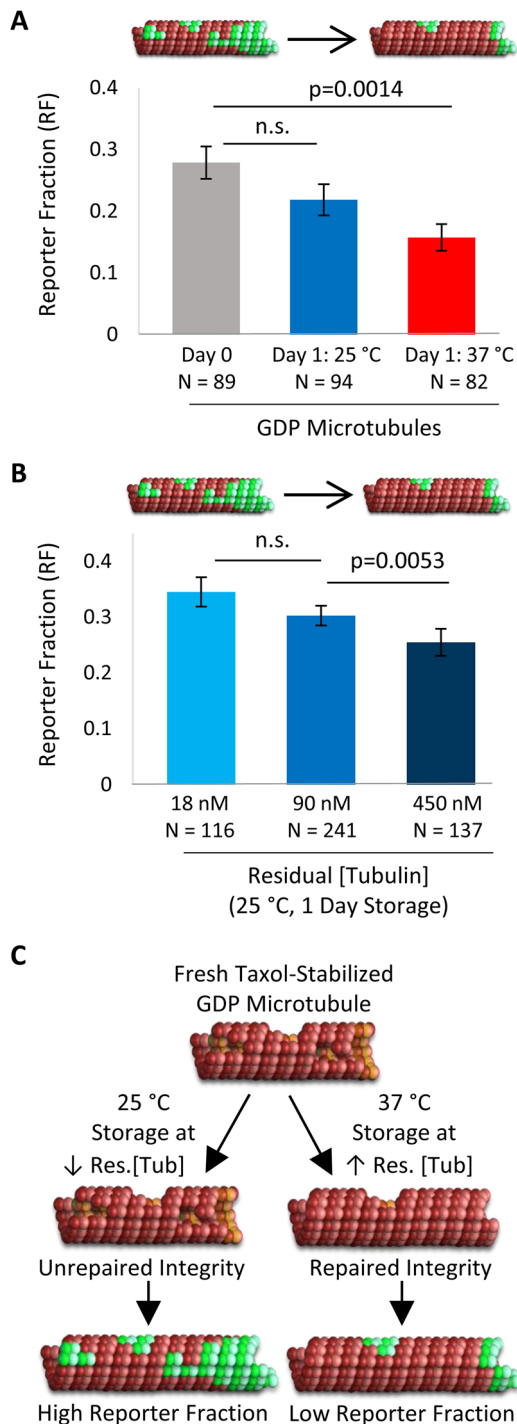 A
Reporter Fraction (RF)
0.4
0.3
0.2
0.1
0
p=0.0014
n.s.
Day 0
Day 1: 25 °C
Day 1: 37 °C
N = 89
N = 94
N = 82
GDP Microtubules
B
Reporter Fraction (RF)
0.4
0.3
0.2
0.1
0
n.s.
p=0.0053
18 nM
90 nM
450 nM
N = 116
N = 241
N = 137
Residual [Tubulin]
(25 °C, 1 Day Storage)
C
Fresh Taxol-Stabilized
GDP Microtubule
25 °C
Storage at
↓ Res.[Tub]
37 °C
Storage at
↑ Res. [Tub]
Unrepaired Integrity
Repaired Integrity
High Reporter Fraction
Low Reporter Fraction